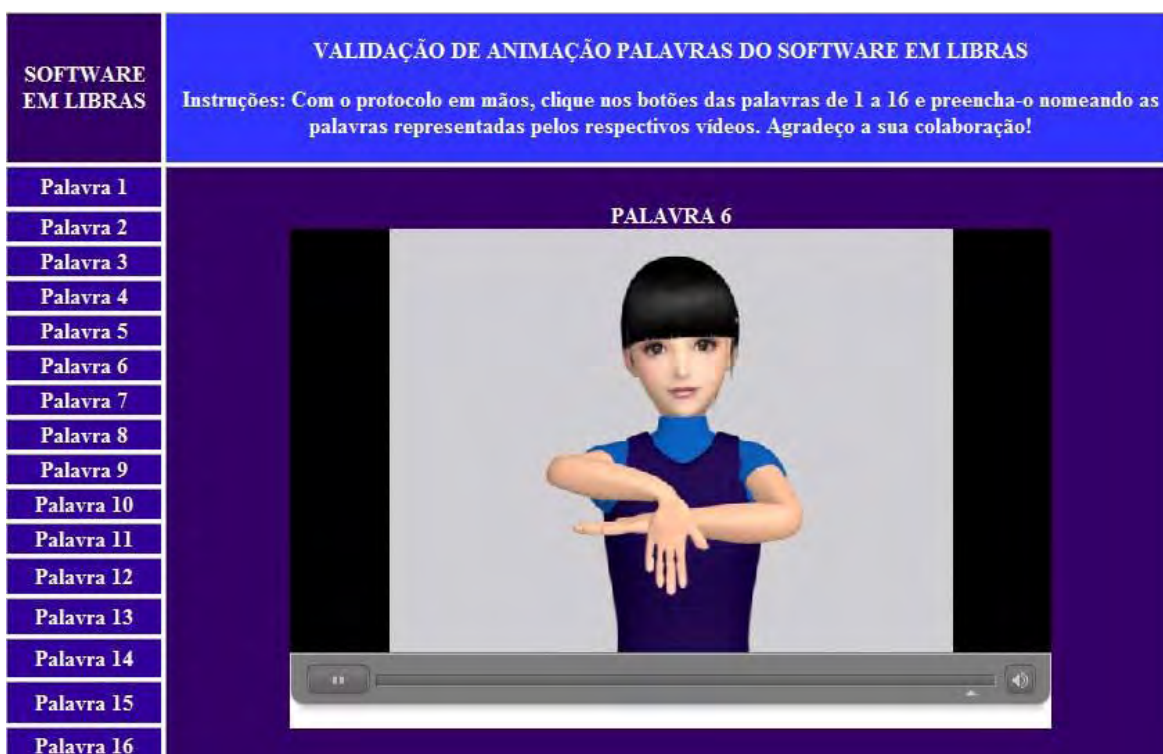 SOFTWARE
EM LIBRAS
VALIDAÇÃO DE ANIMAÇÃO PALAVRAS DO SOFTWARE EM LIBRAS
Instruções: Com o protocolo em mãos, clique nos botões das palavras de 1 a 16 e preencha-o nomeando as
palavras representadas pelos respectivos vídeos. Agradeço a sua colaboração!
Palavra 1
Palavra 2
Palavra 3
Palavra 4
Palavra 5
Palavra 6
Palavra 7
Palavra 8
Palavra 9
Palavra 10
Palavra 11
Palavra 12
Palavra 13
Palavra 14
Palavra 15
Palavra 16
PALAVRA 6